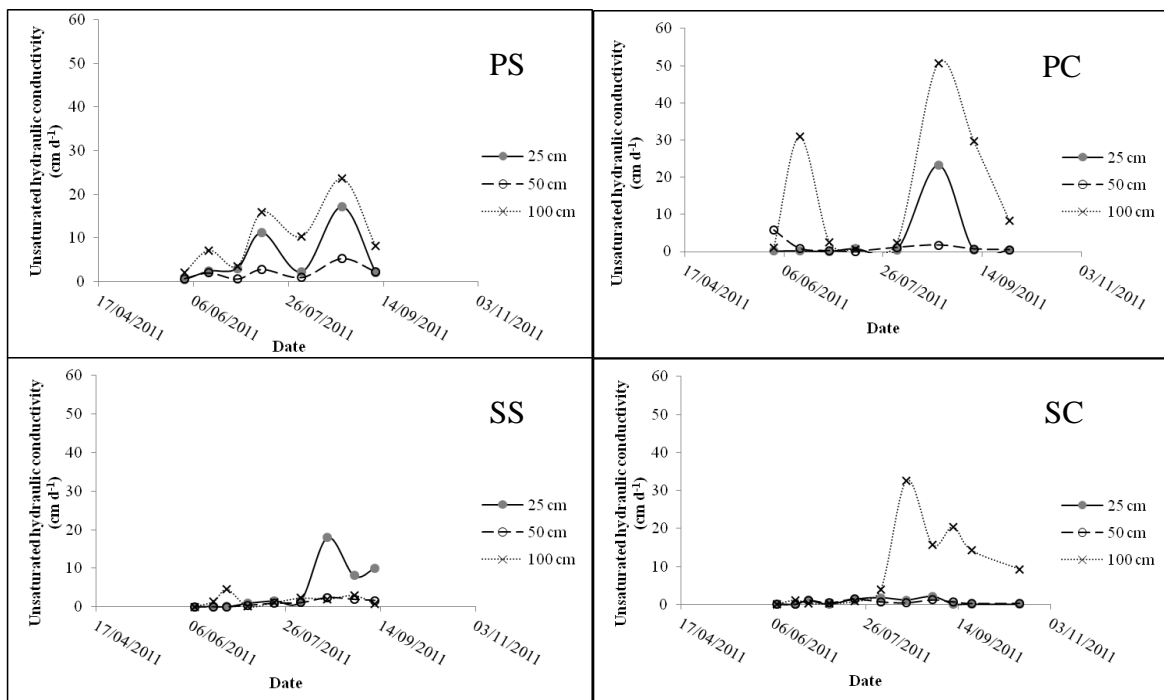 PS
Unsaturated hydraulic conductivity
(cm d-1)
60
50
40
30
20
10
0
25 cm
50 cm
100 cm
17/04/2011
06/06/2011
26/07/2011
14/09/2011
03/11/2011
Date
PC
Unsaturated hydraulic conductivity
(cm d-1)
60
50
40
30
20
10
0
25 cm
50 cm
100 cm
17/04/2011
06/06/2011
26/07/2011
14/09/2011
03/11/2011
Date
SS
Unsaturated hydraulic conductivity
(cm d-1)
60
50
40
30
20
10
0
25 cm
50 cm
100 cm
17/04/2011
06/06/2011
26/07/2011
14/09/2011
03/11/2011
Date
SC
Unsaturated hydraulic conductivity
(cm d-1)
60
50
40
30
20
10
0
25 cm
50 cm
100 cm
17/04/2011
06/06/2011
26/07/2011
14/09/2011
03/11/2011
Date